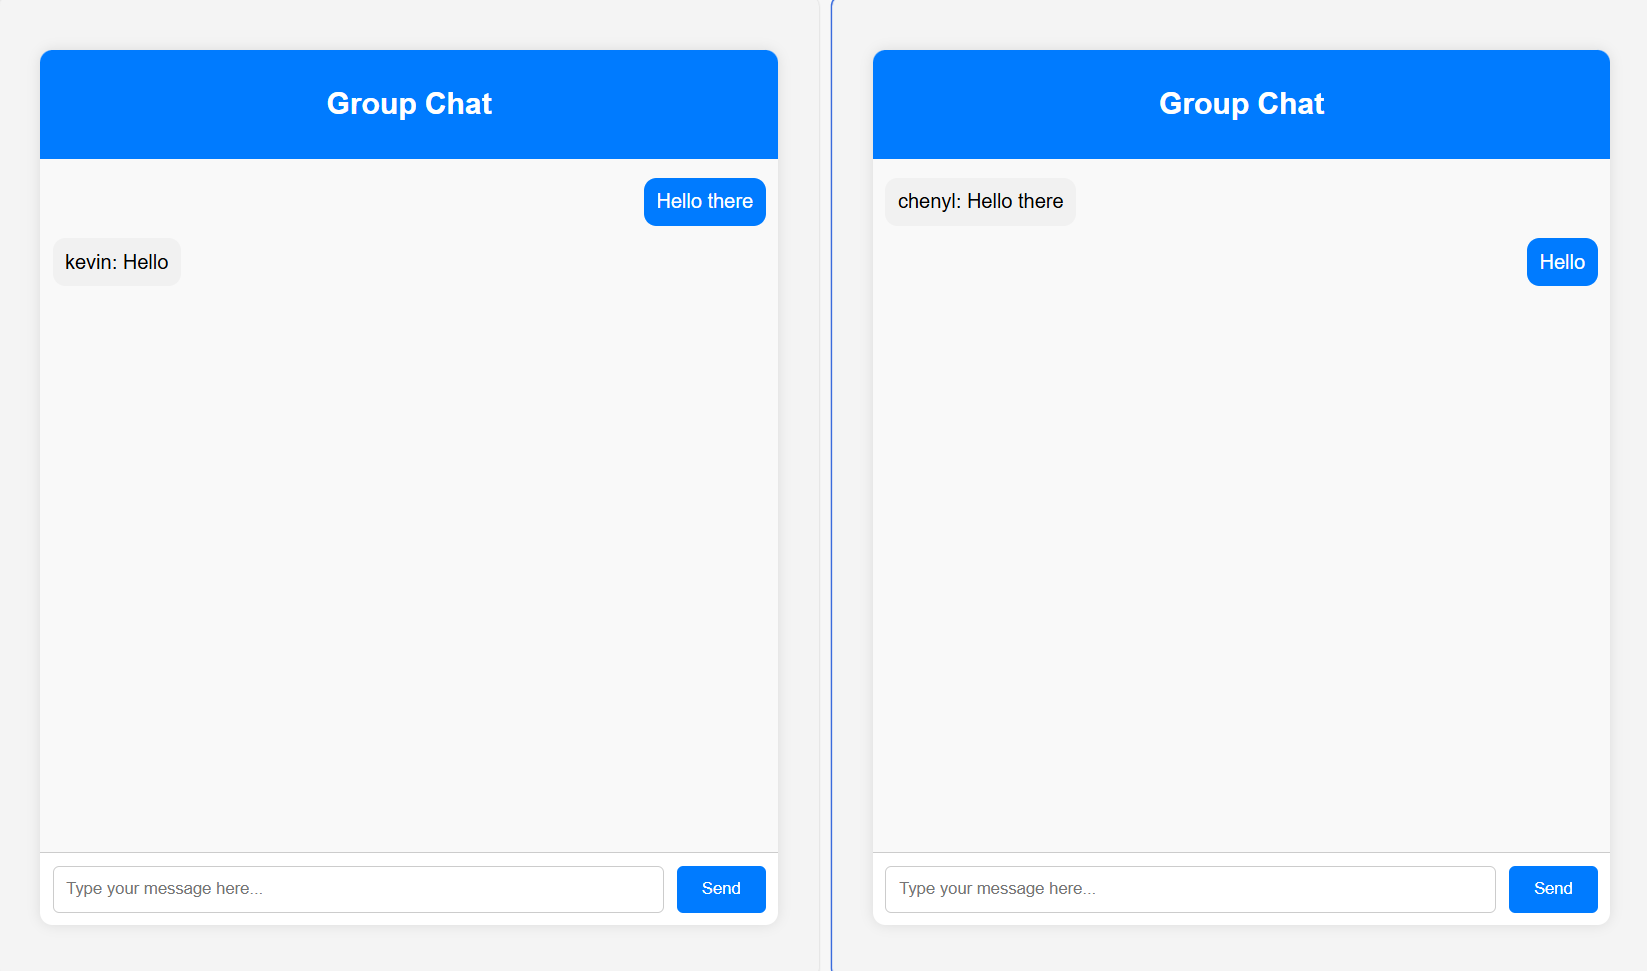 Group Chat
Hello there
kevin: Hello
Type your message here...
Send
Group Chat
chenyl: Hello there
Hello
Type your message here...
Send